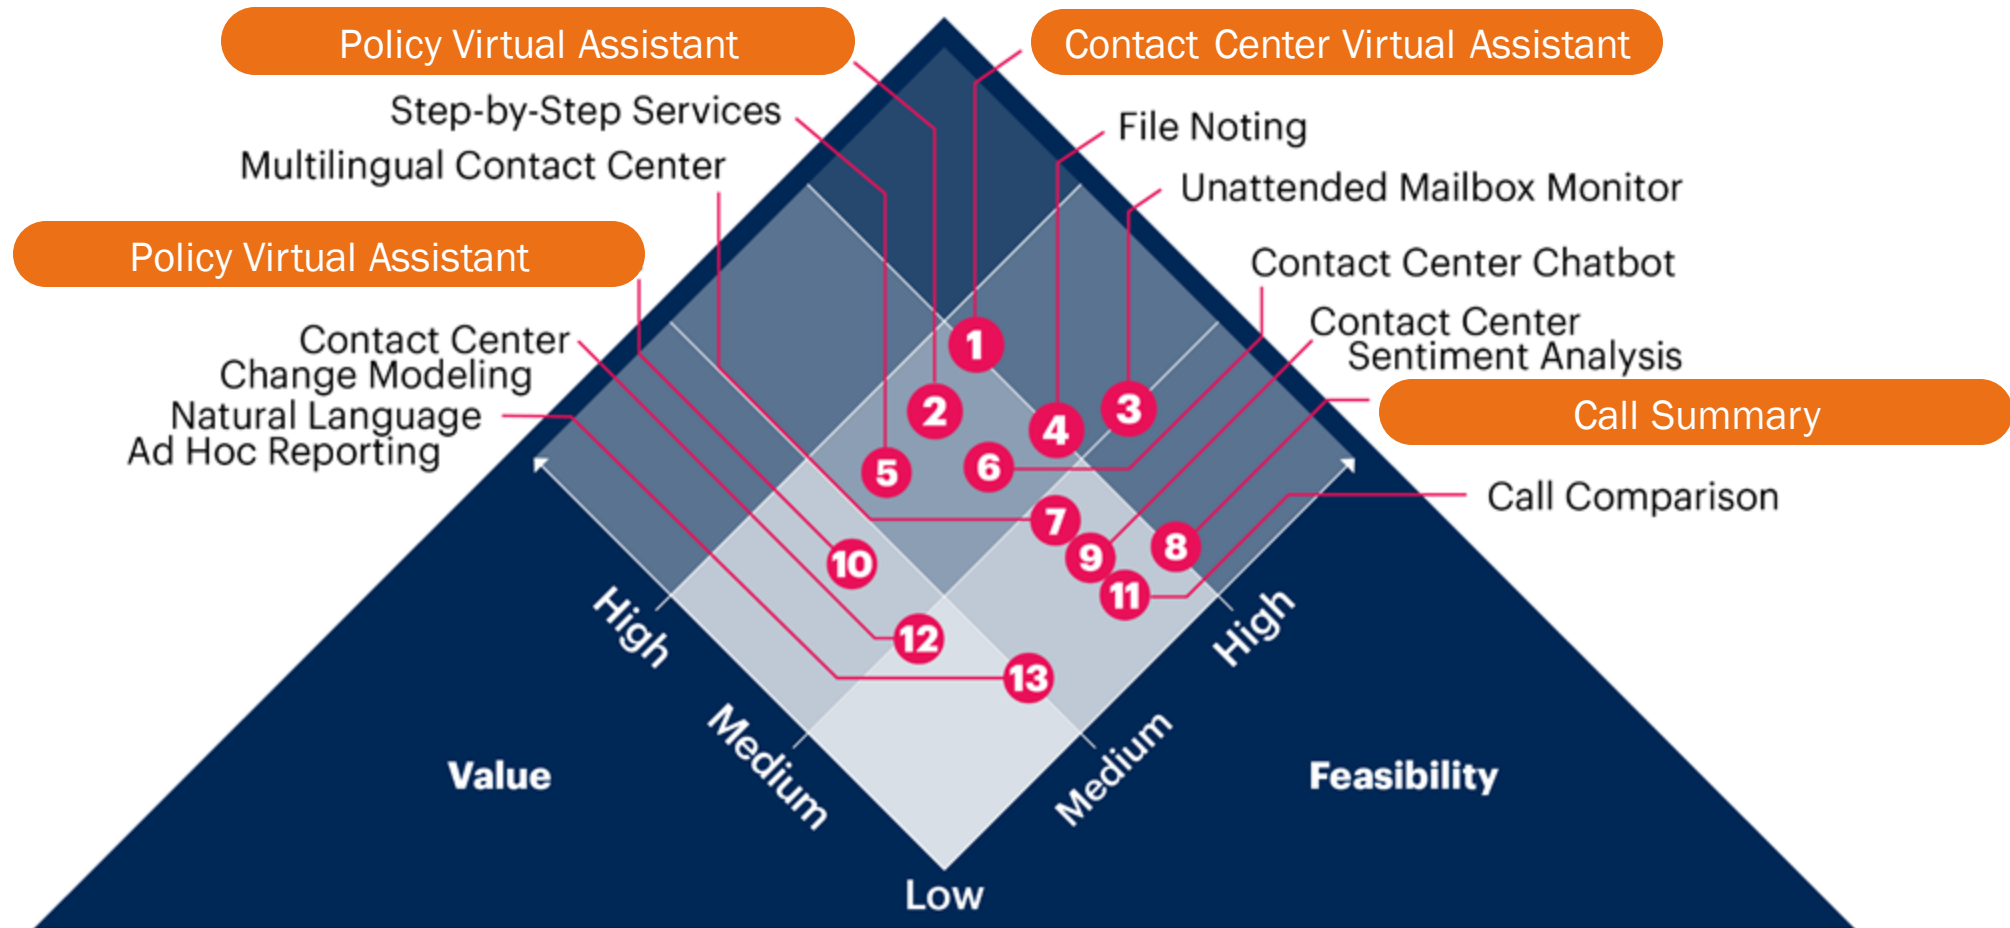 Policy Virtual Assistant
Contact Center Virtual Assistant
Step-by-Step Services
File Noting
Multilingual Contact Center
Unattended Mailbox Monitor
Policy Virtual Assistant
Contact Center Chatbot
Contact Center
Change Modeling
Contact Center
Sentiment Analysis
Natural Language
Ad Hoc Reporting
Call Summary
Call Comparison
1
2
3
4
5
6
7
8
9
10
11
12
13
High
High
Medium
Medium
Value
Feasibility
Low